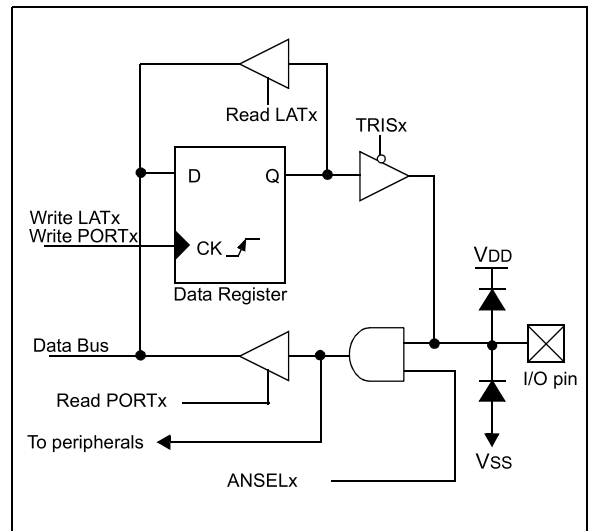 Read LATx
TRISx
D
Q
Write LATx
Write PORTx
CK
Data Register
VDD
Data Bus
I/O pin
Read PORTx
To peripherals
VSS
ANSELx